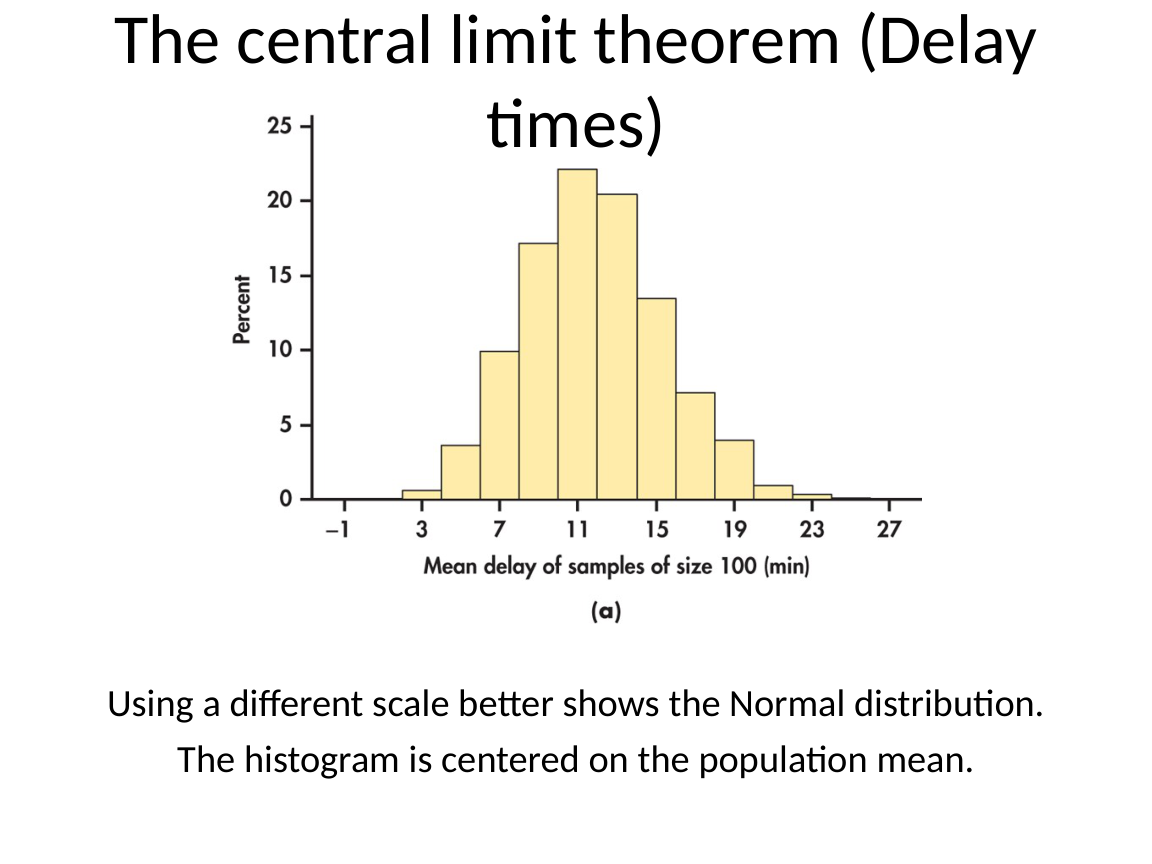 The central limit theorem (Delay
times)
25
20
15
10
5
0
Percent
–1 3 7 11 15 19 23 27
Mean delay of samples of size 100 (min)
(a)
Using a different scale better shows the Normal distribution.
The histogram is centered on the population mean.